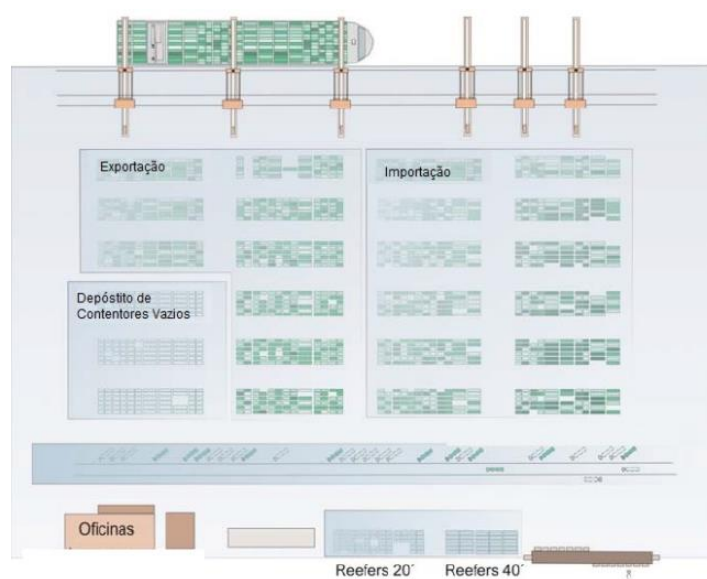 Exportação
Importação
Depóstito de
Contentores Vazios
Oficinas
Reefers 20´
Reefers 40´